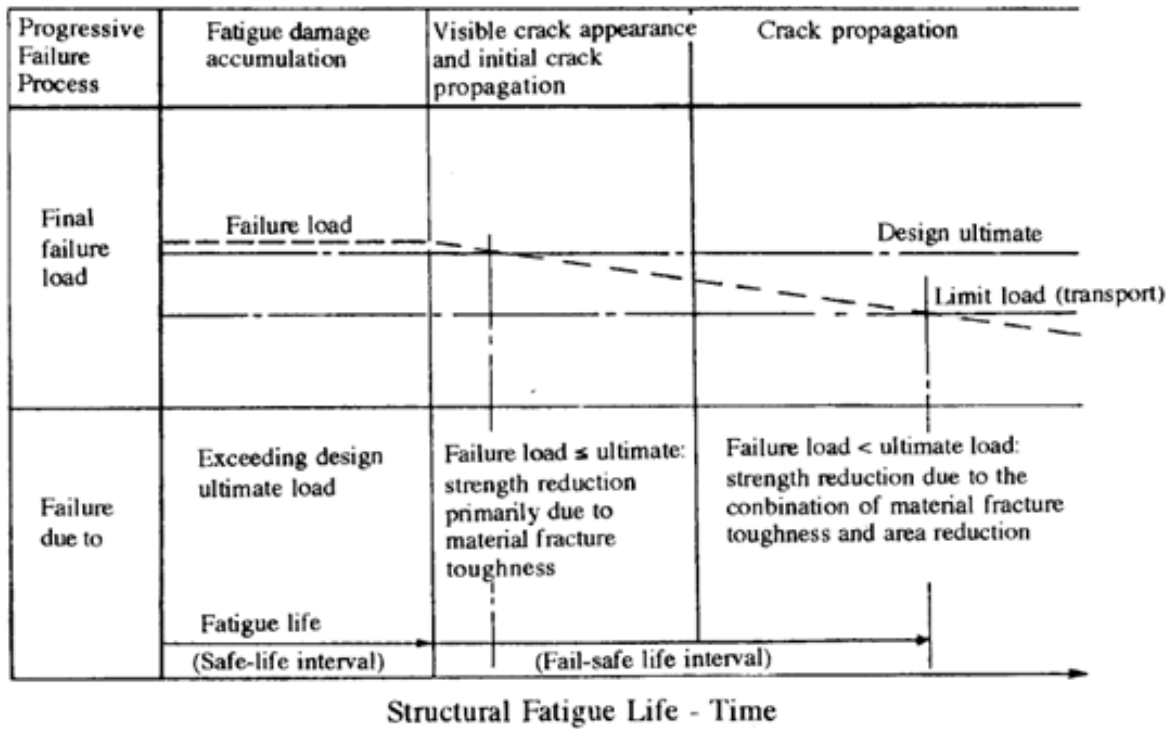 Progressive
Failure
Process
Fatigue damage
accumulation
Visible crack appearance
and initial crack
propagation
Crack propagation
Final
failure
load
Failure load
Design ultimate
Limit load (transport)
Failure
due to
Exceeding design
ultimate load
Failure load ≤ ultimate:
strength reduction
primarily due to
material fracture
toughness
Failure load < ultimate load:
strength reduction due to the
conbination of material fracture
toughness and area reduction
Fatigue life
(Safe-life interval)
(Fail-safe life interval)
Structural Fatigue Life - Time